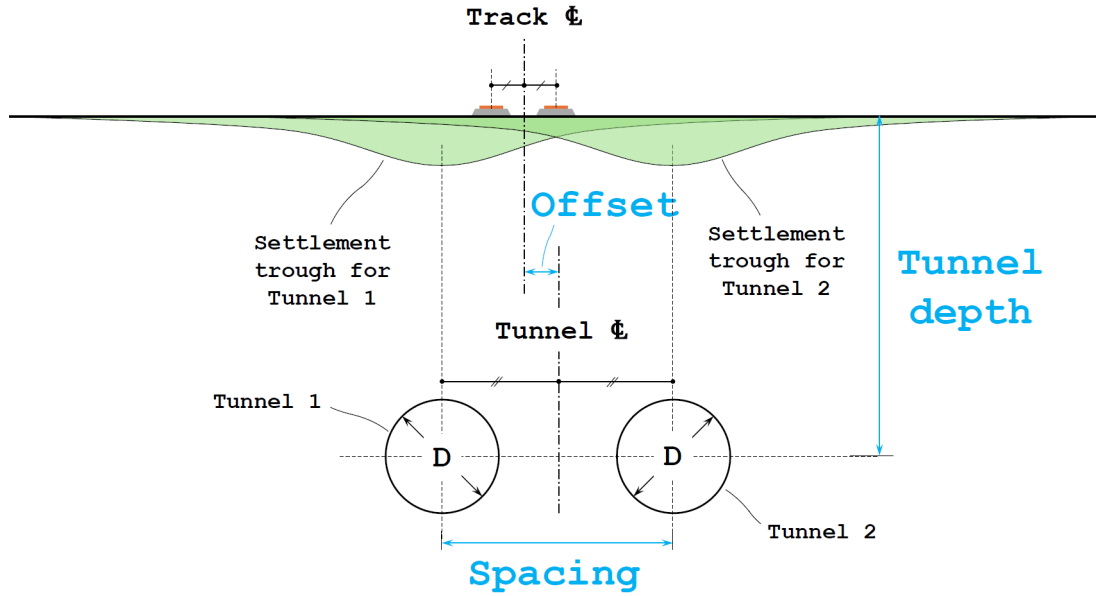 Track ℄
Offset
Settlement
trough for
Tunnel 1
Settlement
trough for
Tunnel 2
Tunnel
depth
Tunnel ℄
Tunnel 1
D
D
Tunnel 2
Spacing